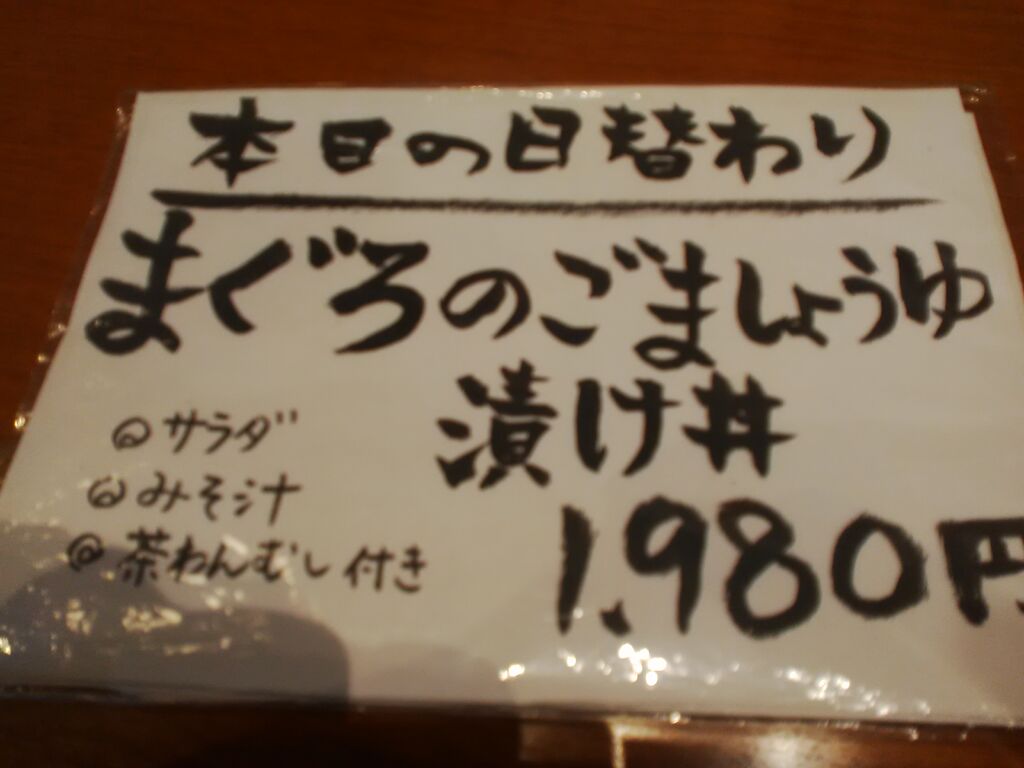 本日の日替わり
まぐろのごましょうゆ
漬け丼
◎サラダ
◎みそ汁
◎茶わんむし付き
1.980円